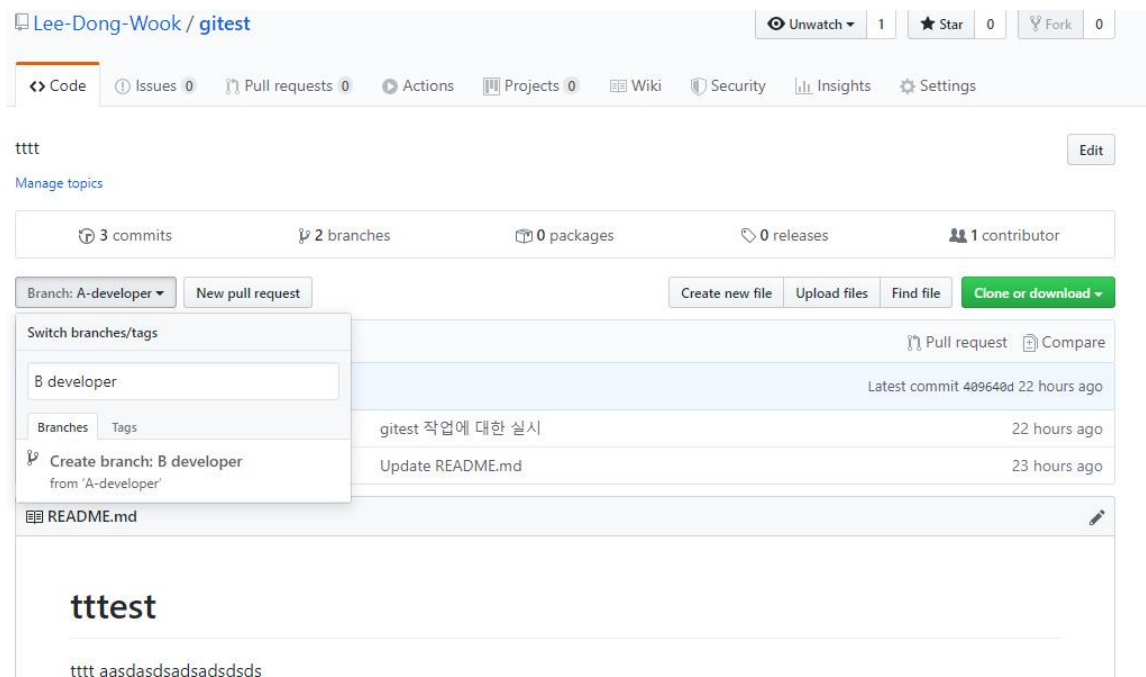 Lee-Dong-Wook / gitest
Unwatch 1 Star 0 Fork 0
Code Issues 0 Pull requests 0 Actions Projects 0 Wiki Security Insights Settings
tttt
Edit
Manage topics
3 commits 2 branches 0 packages 0 releases 1 contributor
Branch: A-developer New pull request Create new file Upload files Find file Clone or download
Switch branches/tags
Pull request Compare
B developer
Latest commit 409640d 22 hours ago
Branches Tags
gitest 작업에 대한 실시 22 hours ago
Create branch: B developer
from 'A-developer'
Update README.md 23 hours ago
README.md
tttest
tttt aasdasdsadsadsdsds